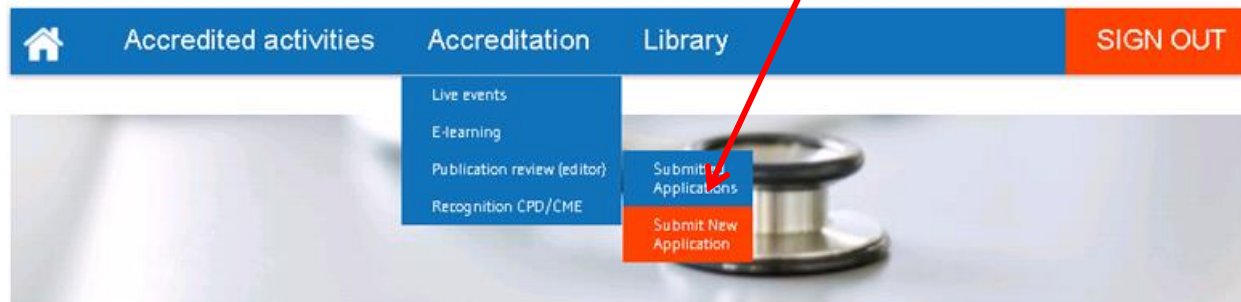 Accredited activities Accreditation Library SIGN OUT
Live events
E-learning
Publication review (editor)
Recognition CPD/CME
Submitted
Applications
Submit New
Application